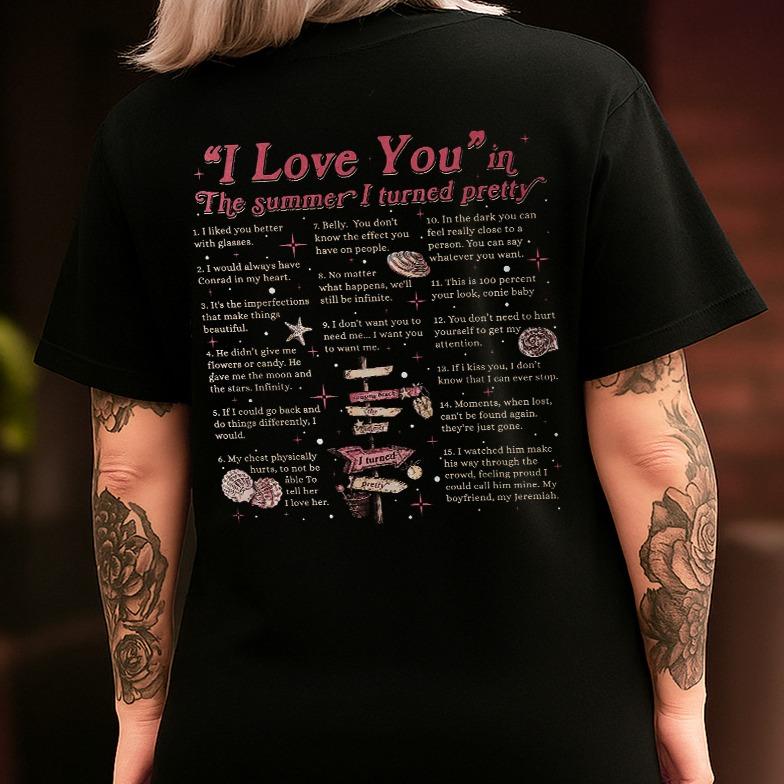 “I Love You” in
The summer I turned pretty
1. I liked you better
with glasses.
2. I would always have
Conrad in my heart.
3. It's the imperfections
that make things
beautiful.
4. He didn't give me
flowers or candy. He
gave me the moon and
the stars. Infinity.
5. If I could go back and
do things differently, I
would.
6. My chest physically
hurts, to not be
able To
tell her
I love her.
7. Belly. You don't
know the effect you
have on people.
8. No matter
what happens, we'll
still be infinite.
9. I don't want you to
need me... I want you
to want me.
10. In the dark you can
feel really close to a
person. You can say
whatever you want.
11. This is 100 percent
your look, conie baby
12. You don't need to hurt
yourself to get my
attention.
13. If i kiss you, I don't
know that I can ever stop.
14. Moments, when lost,
can't be found again.
they're just gone.
15. I watched him make
his way through the
crowd, feeling proud I
could call him mine. My
boyfriend, my Jeremiah.
the
I turned
pretty